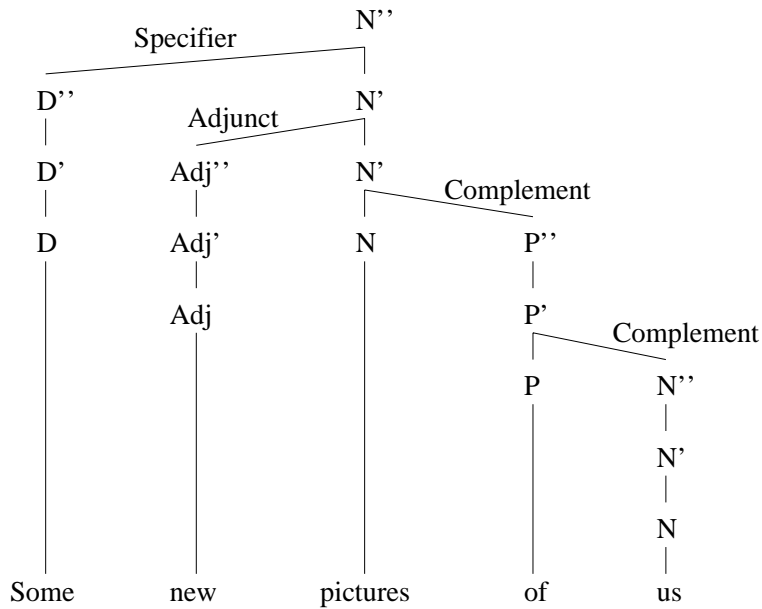 N’’
Specifier
D’’ N’
Adjunct
D’ Adj’’ N’
Complement
D Adj’ N P’’
Adj P’
Complement
P N’’
N’
N
Some new pictures of us